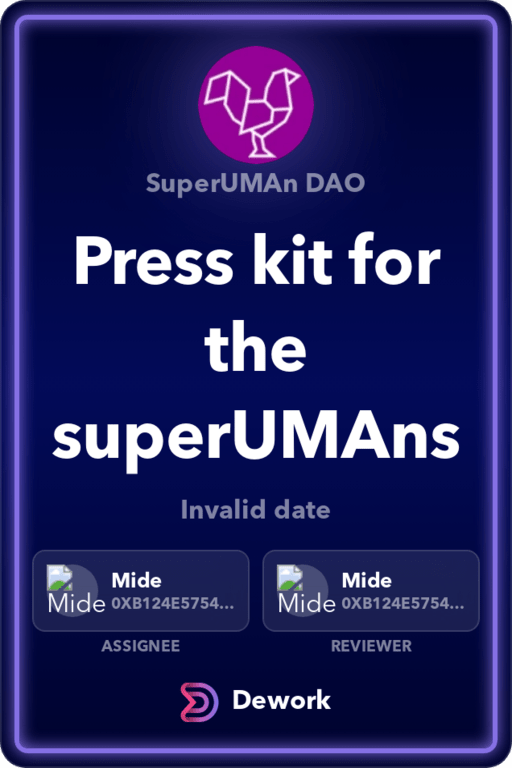 SuperUMAn DAO
Press kit for
the
superUMAns
Invalid date
Mide
Mide
0XB124E5754...
ASSIGNEE
Mide
Mide
0XB124E5754...
REVIEWER
Dework